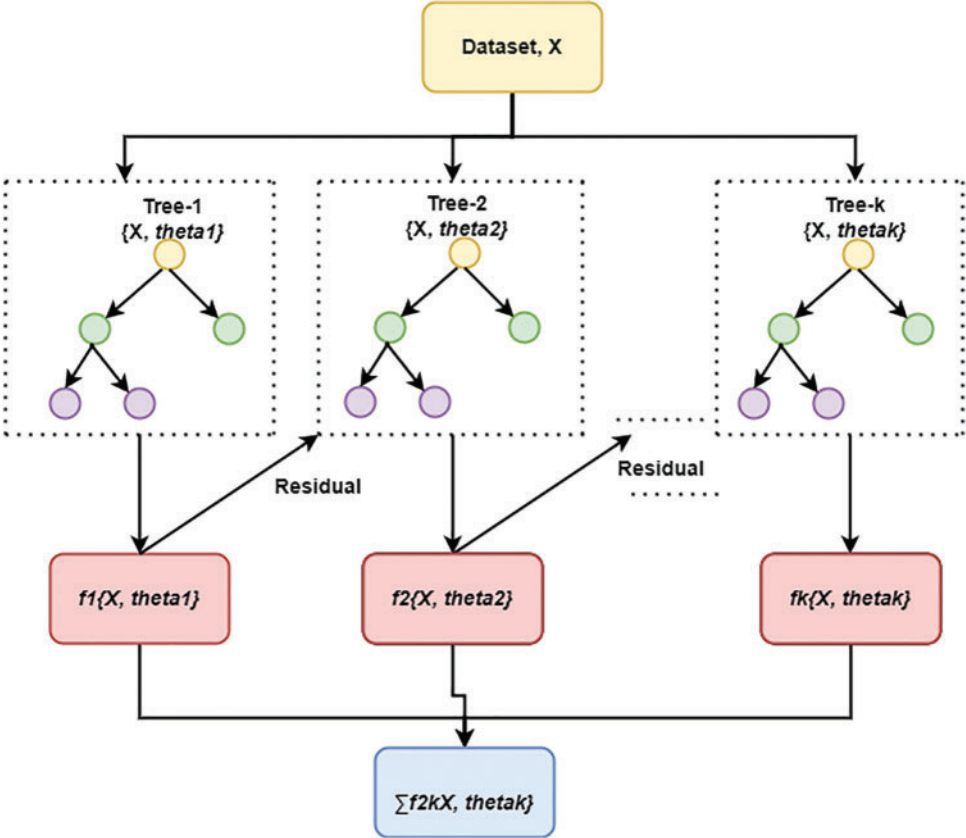 Dataset, X
Tree-1
{X, theta1}
Tree-2
{X, theta2}
Tree-k
{X, thetak}
Residual
Residual
f1{X, theta1}
f2{X, theta2}
fk{X, thetak}
∑f2kX, thetak}